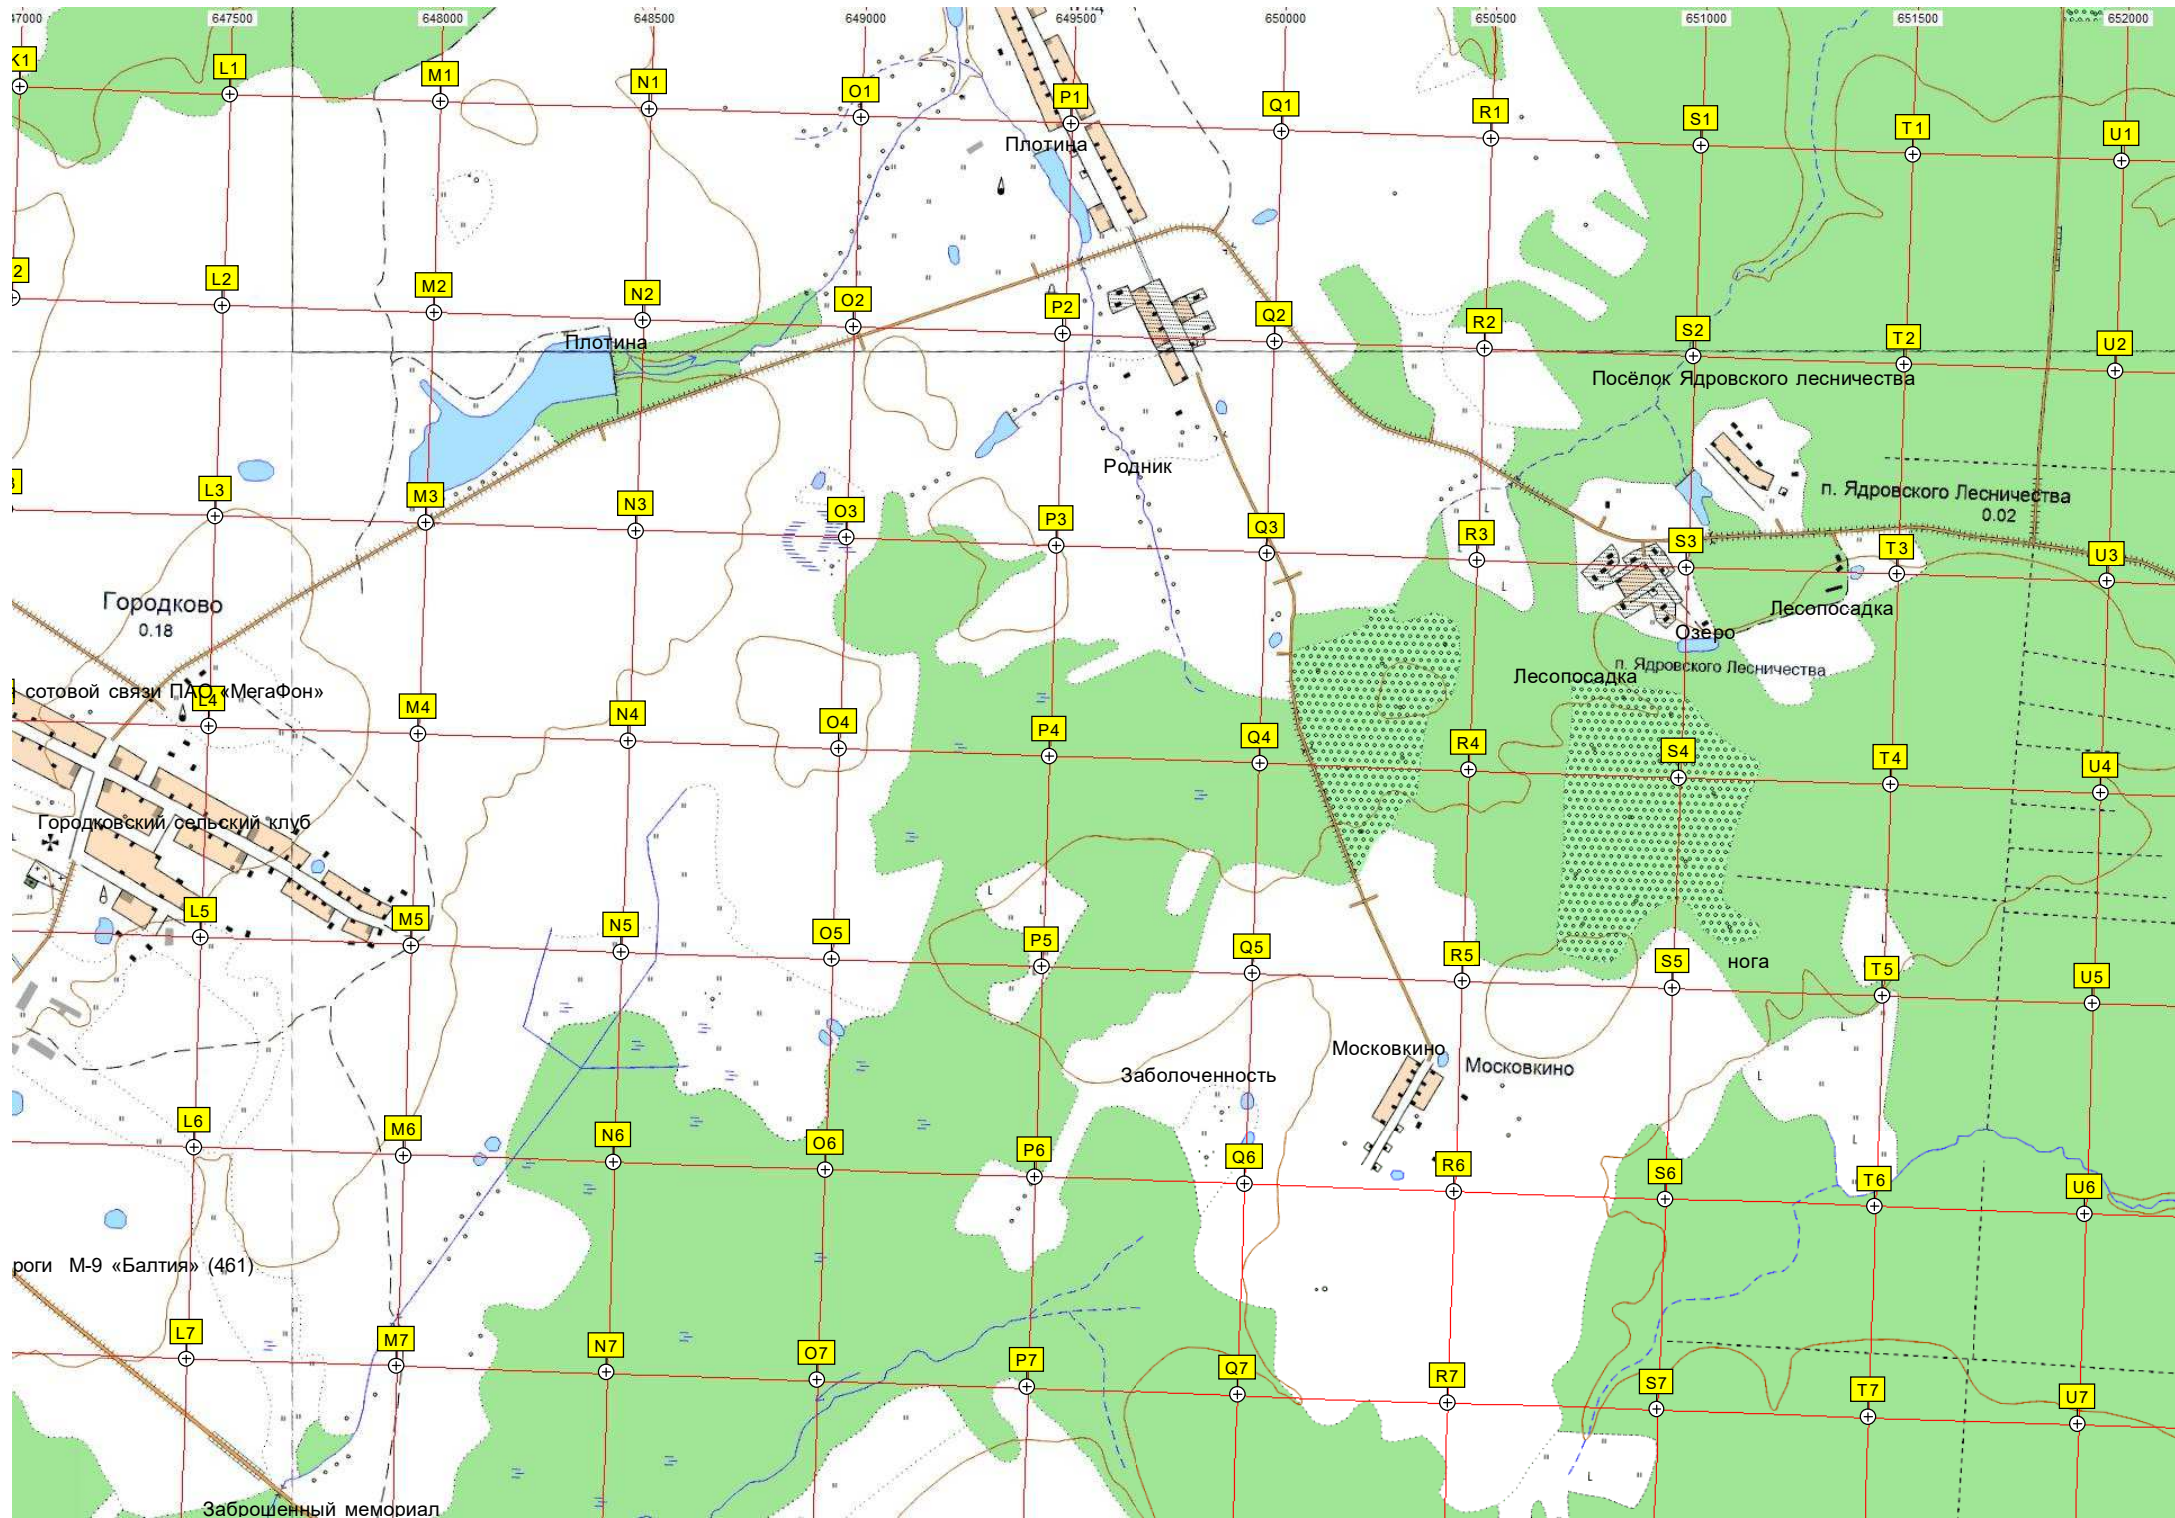 47000 647500 648000 648500 649000 649500 650000 650500 651000 651500 652000
K1 L1 M1 N1 O1 P1 Q1 R1 S1 T1 U1
Плотина
2 L2 M2 N2 O2 P2 Q2 R2 S2 T2 U2
Плотина
Посёлок Ядровского лесничества
Родник
L3 M3 N3 O3 P3 Q3 R3 S3 T3 U3
п. Ядровского Лесничества
0.02
Городково
0.18
Лесопосадка
Озеро
п. Ядровского Лесничества
Лесопосадка
сотовой связи ПАО «МегаФон»
L4 M4 N4 O4 P4 Q4 R4 S4 T4 U4
Городковский сельский клуб
L5 M5 N5 O5 P5 Q5 R5 S5 T5 U5
нога
Московкино
Московкино
Заболоченность
L6 M6 N6 O6 P6 Q6 R6 S6 T6 U6
роги М-9 «Балтия» (461)
L7 M7 N7 O7 P7 Q7 R7 S7 T7 U7
Заброшенный мемориал